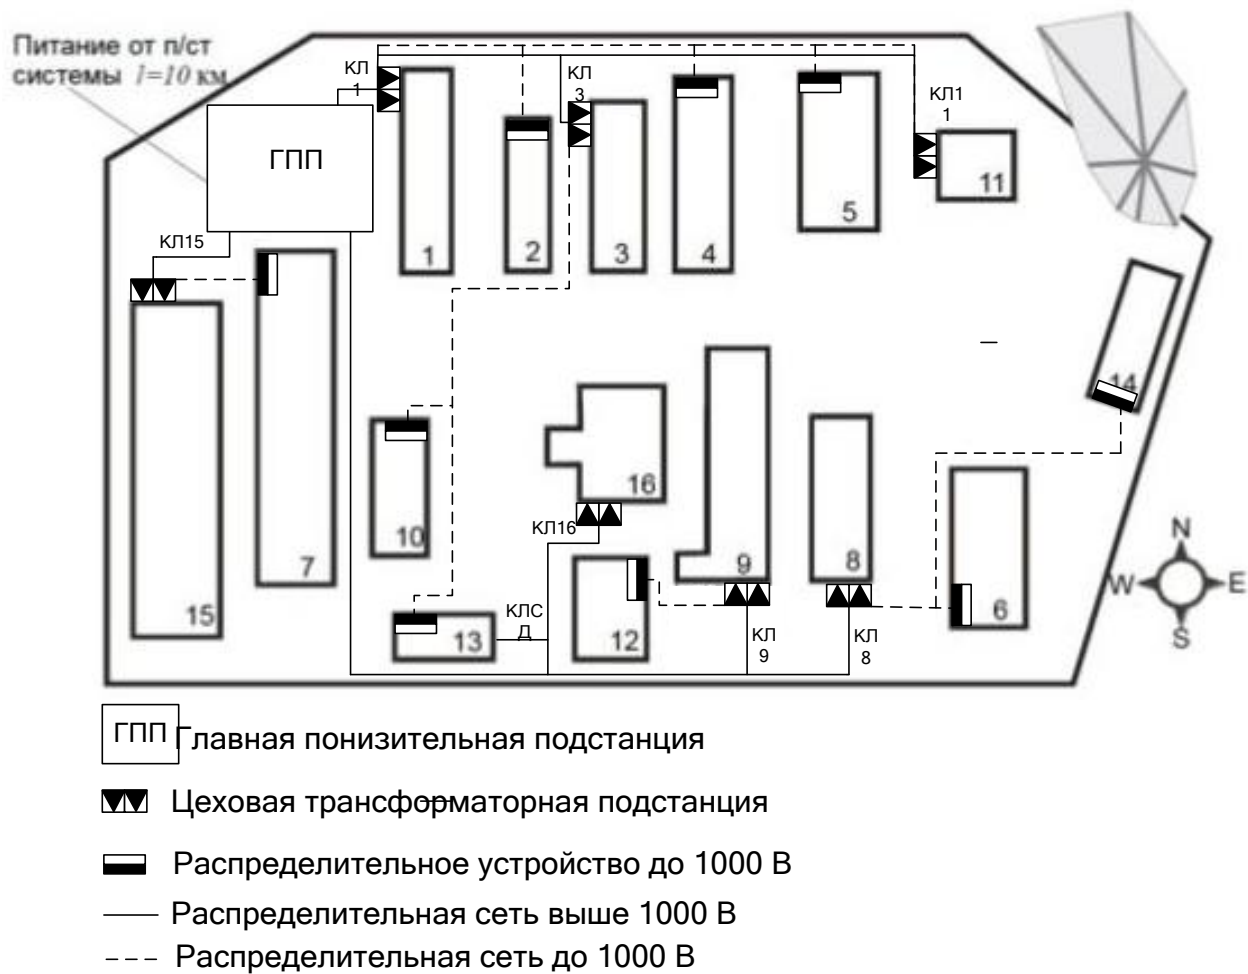 Питание от п/ст
системы l=10 км
КЛ
1
КЛ
3
КЛ1
1
ГПП
КЛ15
1
2
3
4
5
11
14
16
КЛ16
10
7
9
8
6
15
КЛС
Д
13
12
КЛ
9
КЛ
8
N
W
E
S
ГПП
Главная понизительная подстанция
Цеховая трансформаторная подстанция
Распределительное устройство до 1000 В
Распределительная сеть выше 1000 В
Распределительная сеть до 1000 В